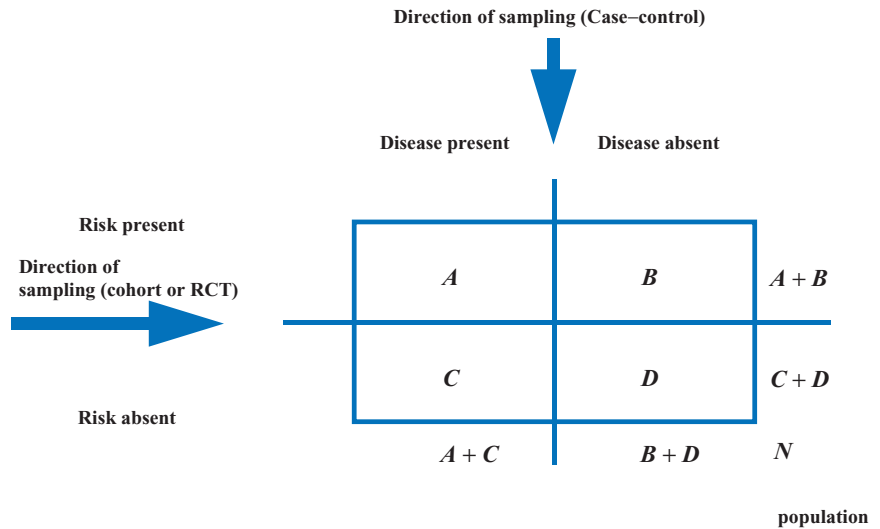 Direction of sampling (Case–control)
Disease present Disease absent
Risk present
Direction of
sampling (cohort or RCT)
A B A + B
C D C + D
Risk absent
A + C B + D N
population